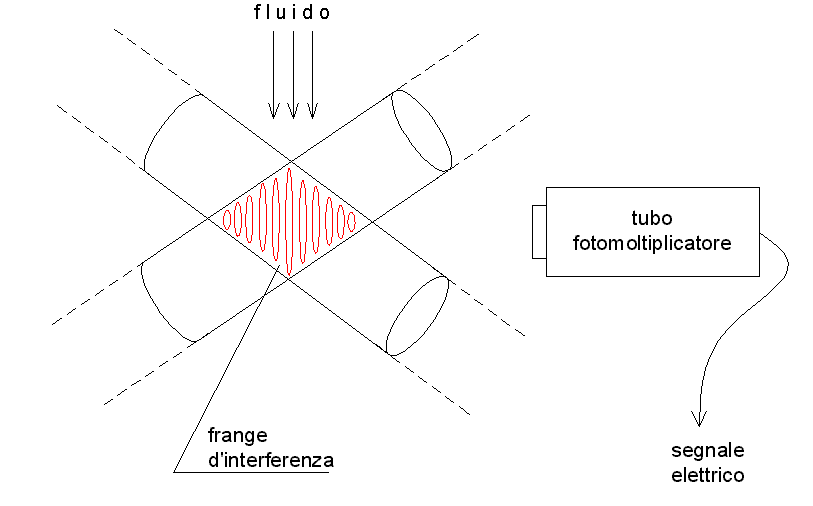 fluido
tubo
fotomoltiplicatore
frange
d'interferenza
segnale
elettrico